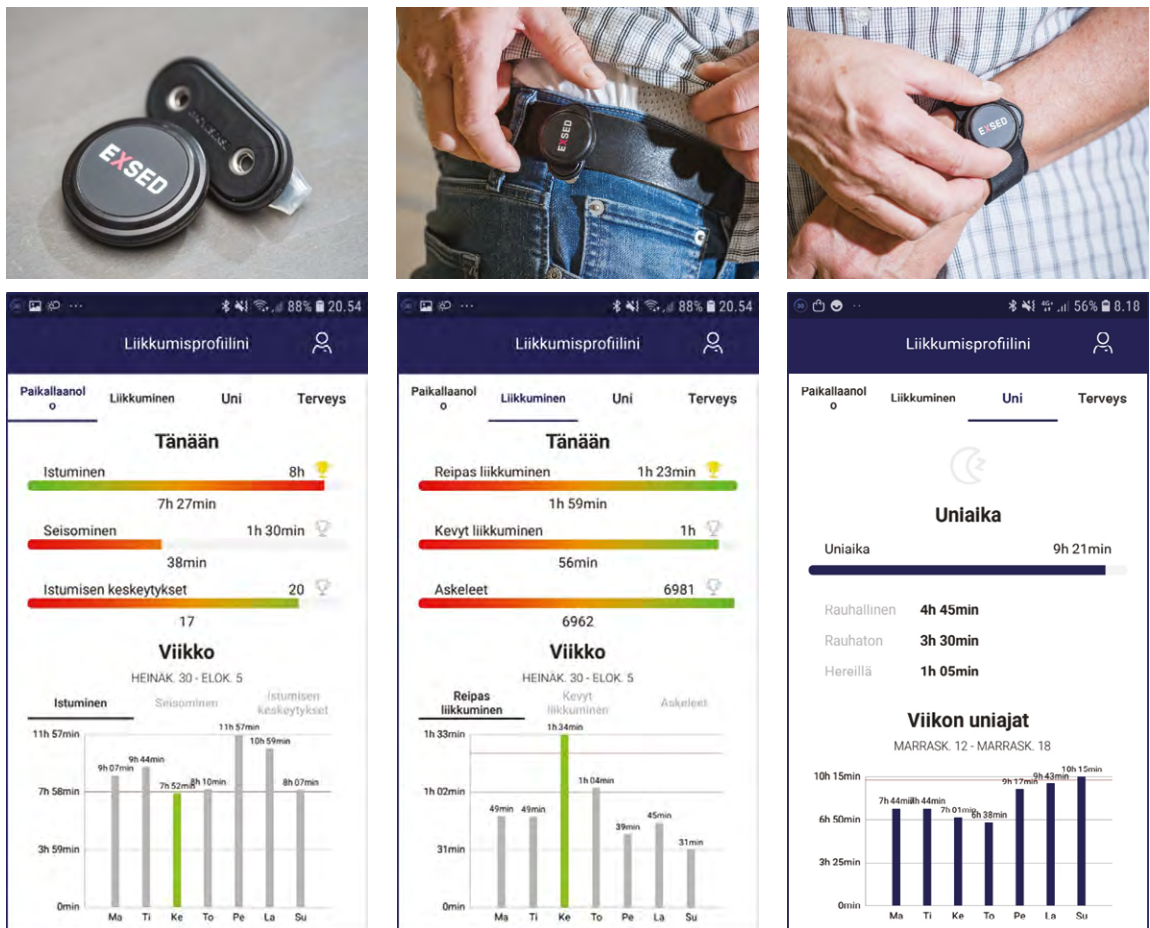 EXSED
EXSED
EXSED
88% 20.54
Liikkumisprofiilini
Paikallaanol
o
Liikkuminen
Uni
Terveys
Tänään
Istuminen 8h
7h 27min
Seisominen 1h 30min
38min
Istumisen keskeytykset 20
17
Viikko
HEINÄK. 30 - ELOK. 5
Istuminen
Seisominen
Istumisen
keskeytykset
11h 57min
7h 58min
3h 59min
0min
9h 07min
9h 44min
7h 52min
8h 10min
11h 57min
10h 59min
8h 07min
Ma Ti Ke To Pe La Su
88% 20.54
Liikkumisprofiilini
Paikallaanol
o
Liikkuminen
Uni
Terveys
Tänään
Reipas liikkuminen 1h 23min
1h 59min
Kevyt liikkuminen 1h
56min
Askeleet 6981
6962
Viikko
HEINÄK. 30 - ELOK. 5
Reipas
liikkuminen
Kevyt
liikkuminen
Askeleet
1h 33min
1h 02min
31min
0min
49min
49min
1h 34min
1h 04min
39min
45min
31min
Ma Ti Ke To Pe La Su
4G+ 56% 8.18
Liikkumisprofiilini
Paikallaanol
o
Liikkuminen
Uni
Terveys
Uniaika
Uniaika 9h 21min
Rauhallinen 4h 45min
Rauhaton 3h 30min
Hereillä 1h 05min
Viikon uniajat
MARRASK. 12 - MARRASK. 18
10h 15min
6h 50min
3h 25min
0min
7h 44min
7h 44min
7h 01min
6h 38min
9h 17min
9h 43min
10h 15min
Ma Ti Ke To Pe La Su